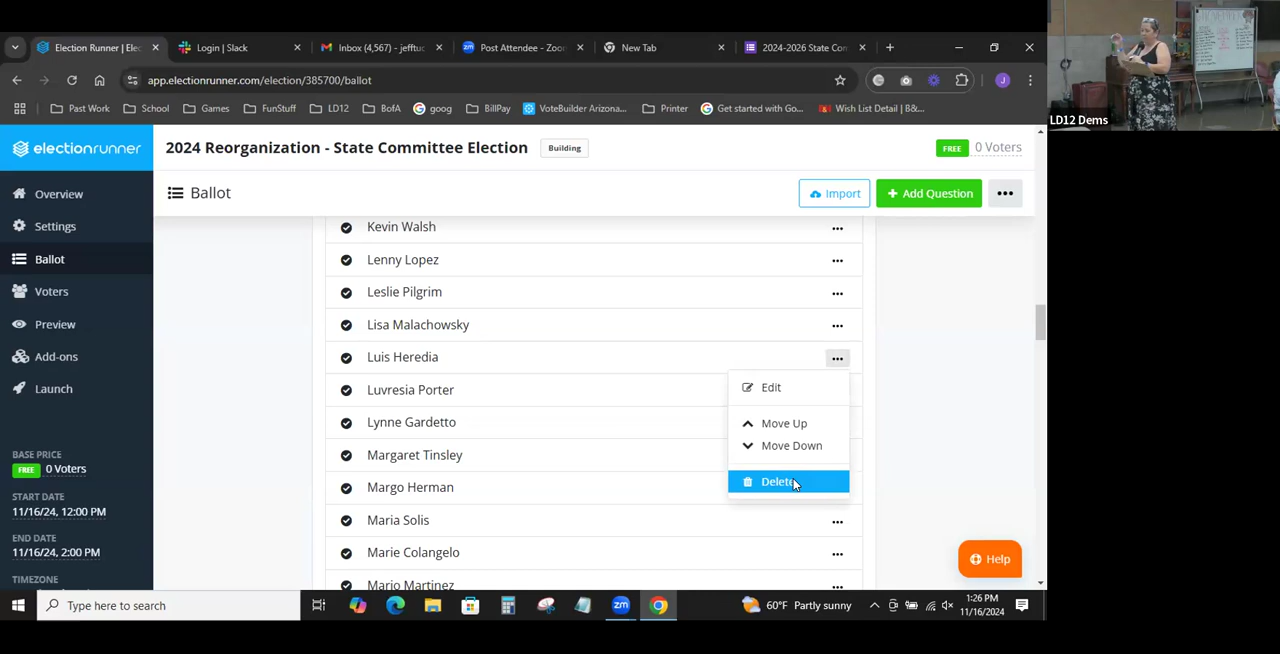 Election Runner | Elec
Login | Slack
Inbox (4,567) - jefftuc
Post Attendee - Zoom
New Tab
2024-2026 State Com
app.electionrunner.com/election/385700/ballot
J
Past Work
School
Games
FunStuff
LD12
BofA
goog
BillPay
VoteBuilder Arizona...
Printer
Get started with Go...
Wish List Detail | B&...
LD12 Dems
electionrunner
2024 Reorganization - State Committee Election
Building
FREE
0 Voters
Overview
Settings
Ballot
Voters
Preview
Add-ons
Launch
BASE PRICE
FREE
0 Voters
START DATE
11/16/24, 12:00 PM
END DATE
11/16/24, 2:00 PM
TIMEZONE
Ballot
Import
Add Question
Kevin Walsh
Lenny Lopez
Leslie Pilgrim
Lisa Malachowsky
Luis Heredia
Luvresia Porter
Lynne Gardetto
Margaret Tinsley
Margo Herman
Maria Solis
Marie Colangelo
Mario Martinez
Edit
Move Up
Move Down
Delete
Help
Type here to search
zm
60°F Partly sunny
1:26 PM
11/16/2024